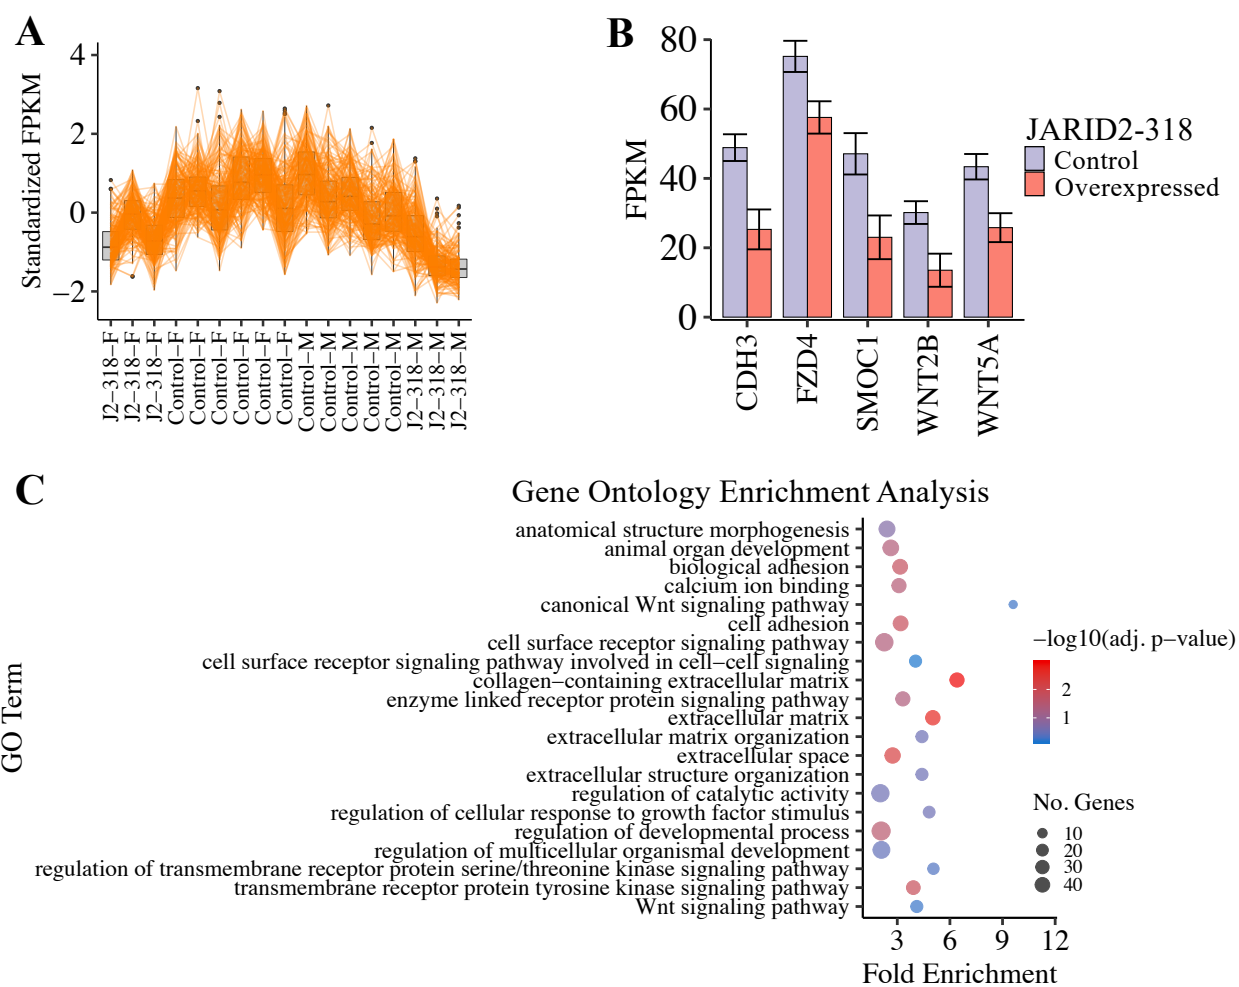 A
Standardized FPKM
4
2
0
−2
J2−318−F
J2−318−F
J2−318−F
Control−F
Control−F
Control−F
Control−F
Control−F
Control−F
Control−M
Control−M
Control−M
Control−M
Control−M
J2−318−M
J2−318−M
J2−318−M
B
FPKM
80
60
40
20
0
CDH3
FZD4
SMOC1
WNT2B
WNT5A
JARID2-318
Control
Overexpressed
C
Gene Ontology Enrichment Analysis
GO Term
anatomical structure morphogenesis
animal organ development
biological adhesion
calcium ion binding
canonical Wnt signaling pathway
cell adhesion
cell surface receptor signaling pathway
cell surface receptor signaling pathway involved in cell−cell signaling
collagen−containing extracellular matrix
enzyme linked receptor protein signaling pathway
extracellular matrix
extracellular matrix organization
extracellular space
extracellular structure organization
regulation of catalytic activity
regulation of cellular response to growth factor stimulus
regulation of developmental process
regulation of multicellular organismal development
regulation of transmembrane receptor protein serine/threonine kinase signaling pathway
transmembrane receptor protein tyrosine kinase signaling pathway
Wnt signaling pathway
3 6 9 12
Fold Enrichment
−log10(adj. p−value)
2
1
No. Genes
10
20
30
40